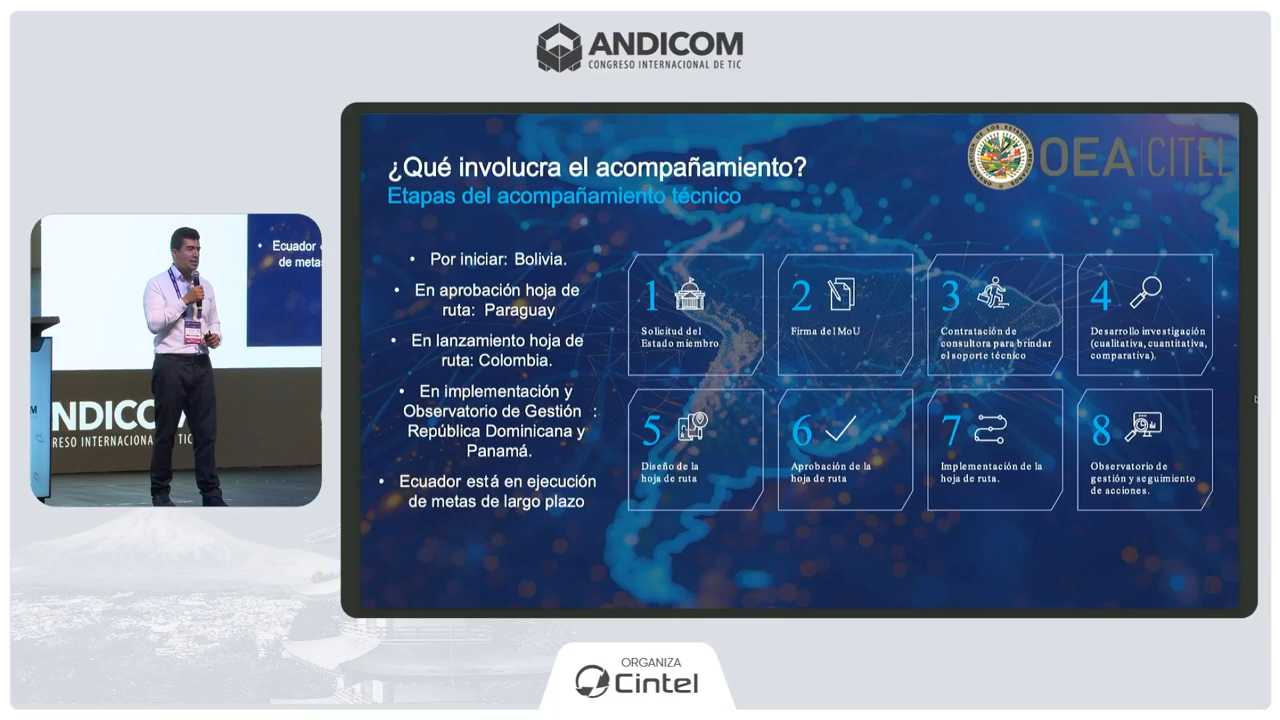 ANDICOM
CONGRESO INTERNACIONAL DE TIC
OEA CITEL
¿Qué involucra el acompañamiento?
Etapas del acompañamiento técnico
• Por iniciar: Bolivia.
• En aprobación hoja de
ruta: Paraguay
• En lanzamiento hoja de
ruta: Colombia.
• En implementación y
Observatorio de Gestión :
República Dominicana y
Panamá.
• Ecuador está en ejecución
de metas de largo plazo
1
Solicitud del
Estado miembro
2
Firma del MoU
3
Contratación de
consultora para brindar
el soporte técnico
4
Desarrollo investigación
(cualitativa, cuantitativa,
comparativa).
5
Diseño de la
hoja de ruta
6
Aprobación de la
hoja de ruta
7
Implementación de la
hoja de ruta.
8
Observatorio de
gestión y seguimiento
de acciones.
• Ecuador
de metas
M
NDICO
RESO INTERNACIONA DE TIC
ORGANIZA
Cintel